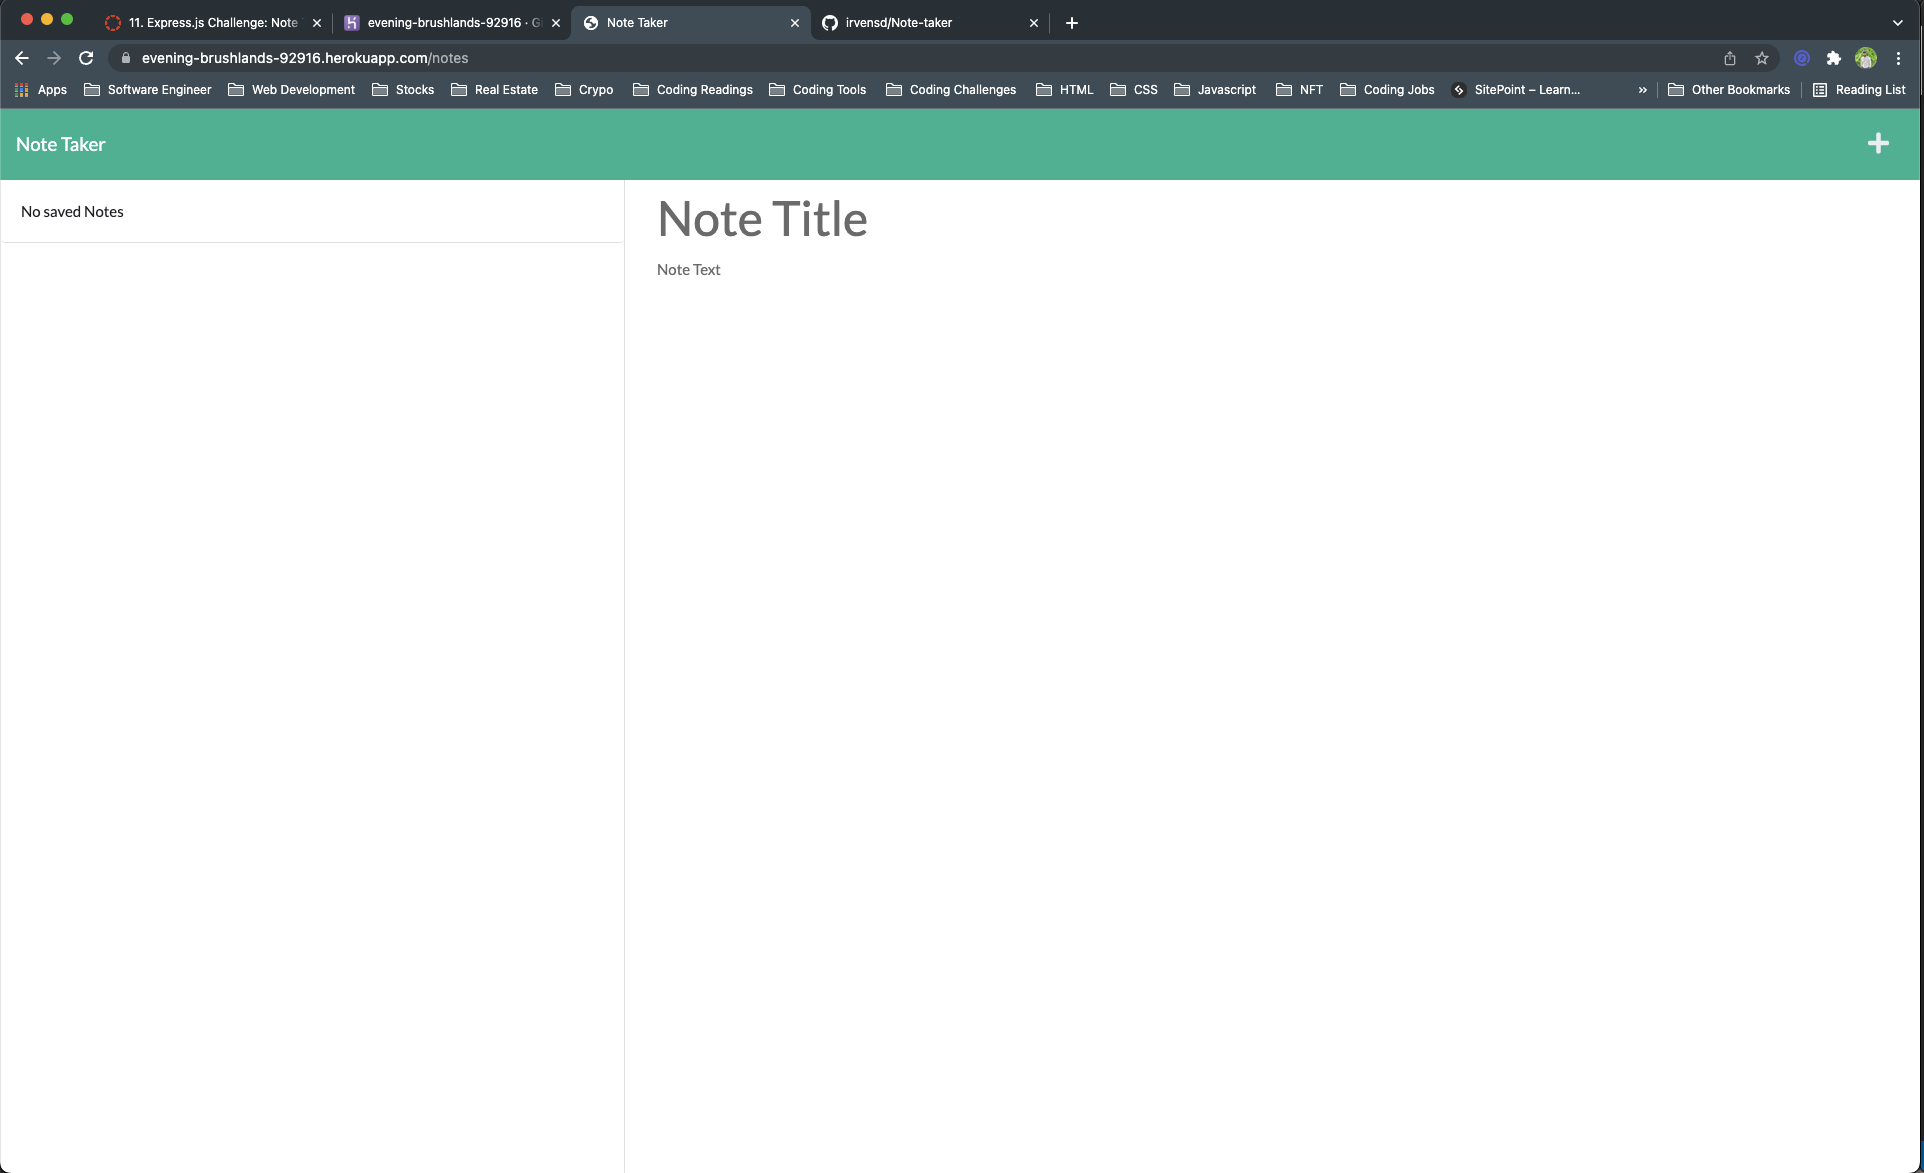 11. Express.js Challenge: Note
evening-brushlands-92916 · G
Note Taker
irvensd/Note-taker
evening-brushlands-92916.herokuapp.com/notes
Apps
Software Engineer
Web Development
Stocks
Real Estate
Crypo
Coding Readings
Coding Tools
Coding Challenges
HTML
CSS
Javascript
NFT
Coding Jobs
SitePoint – Learn...
»
Other Bookmarks
Reading List
Note Taker
No saved Notes
Note Title
Note Text